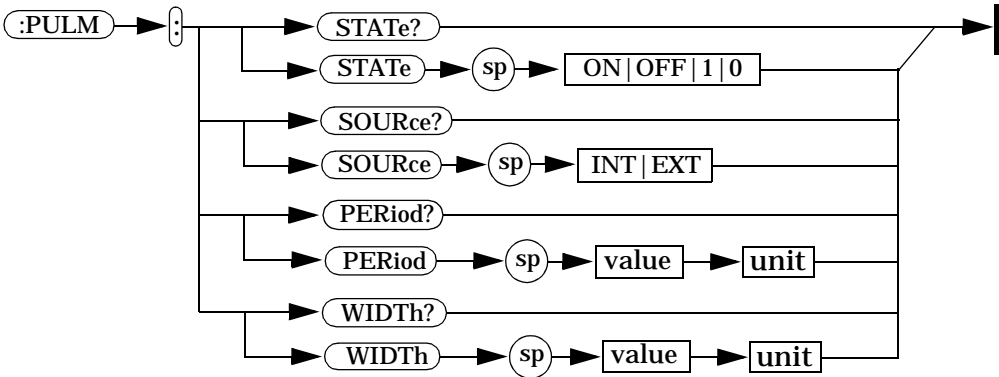 :PULM : STATe?
STATe sp ON|OFF|1|0
SOURce?
SOURce sp INT|EXT
PERiod?
PERiod sp value unit
WIDTh?
WIDTh sp value unit